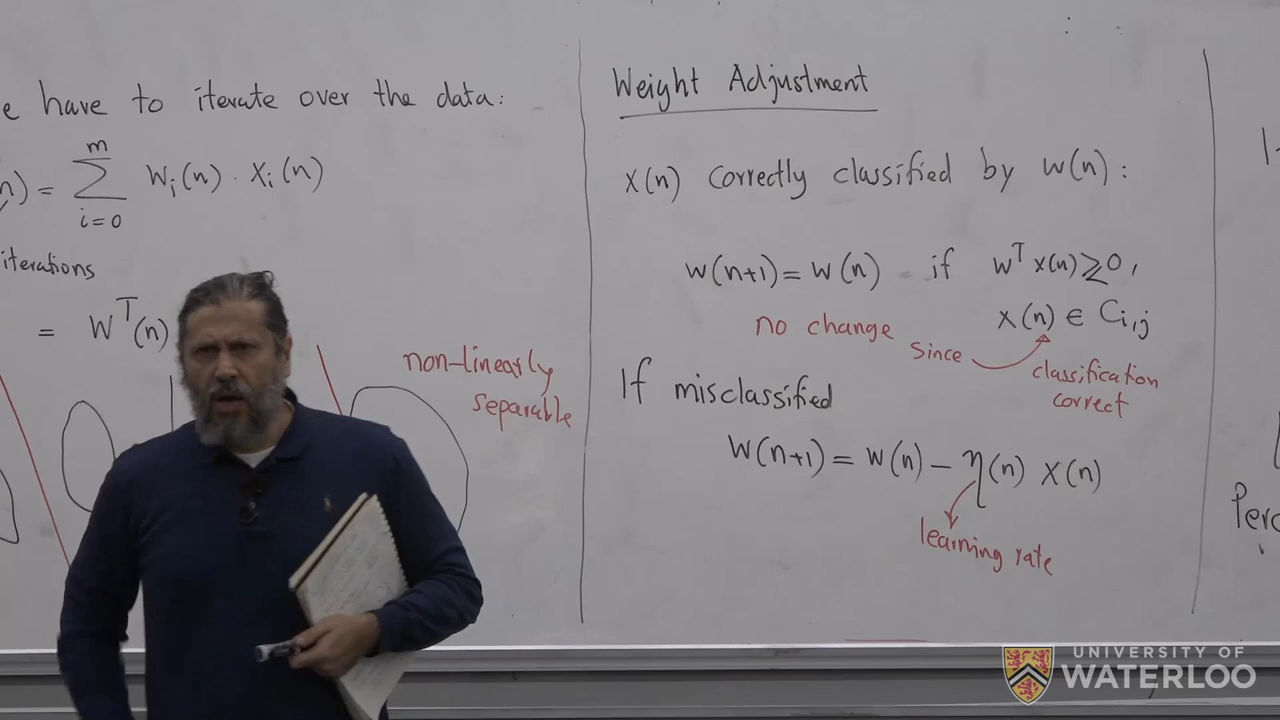 e have to iterate over the data:
n) = m Σ i=0 Wi(n) · Xi(n)
iterations
= W^T(n)
non-linearly
separable
Weight Adjustment
x(n) correctly classified by w(n):
w(n+1) = w(n) if w^T x(n) ≥ 0,
x(n) ∈ Ci,j
no change
since
classification
correct
If misclassified
w(n+1) = w(n) - η(n) x(n)
learning rate
Perc
UNIVERSITY OF
WATERLOO